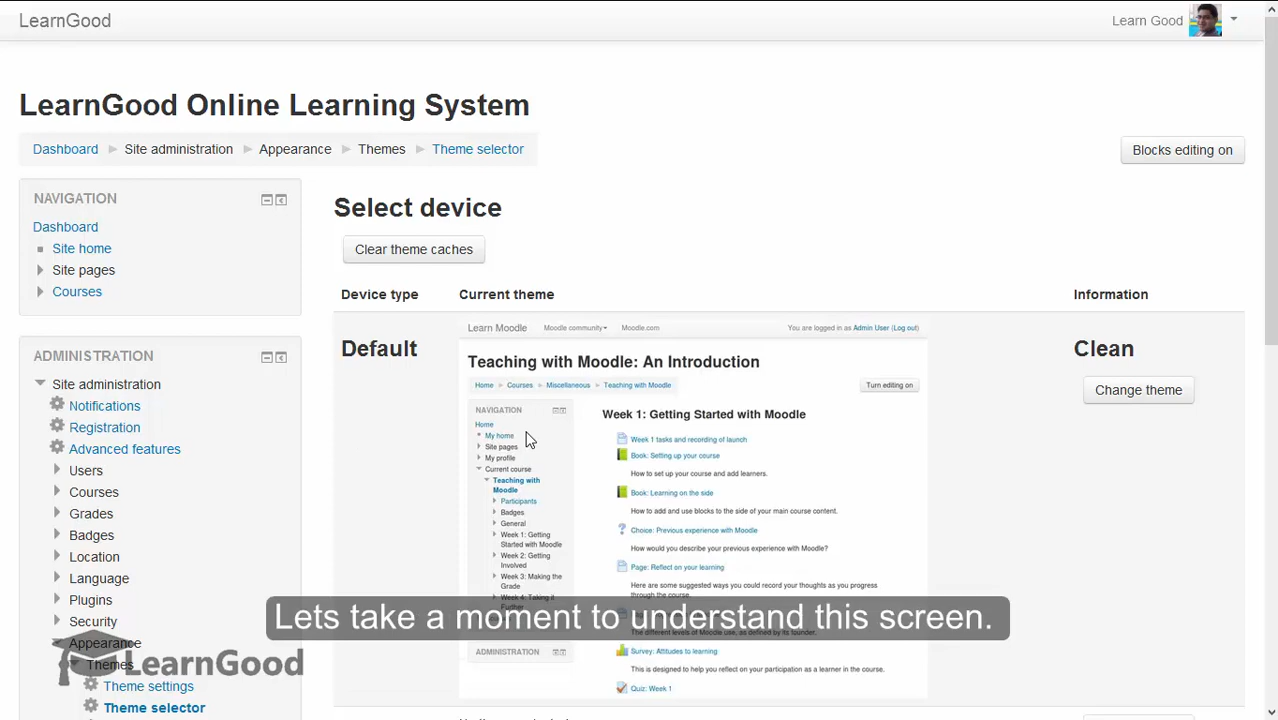 LearnGood
Learn Good
LearnGood Online Learning System
Dashboard Site administration Appearance Themes Theme selector
Blocks editing on
NAVIGATION
Dashboard
Site home
Site pages
Courses
ADMINISTRATION
Site administration
Notifications
Registration
Advanced features
Users
Courses
Grades
Badges
Location
Language
Plugins
Security
Appearance
Themes
Theme settings
Theme selector
LearnGood
Select device
Clear theme caches
Device type Current theme Information
Default
Clean
Change theme
Learn Moodle Moodle community Moodle.com You are logged in as Admin User (Log out)
Teaching with Moodle: An Introduction
Home Courses Miscellaneous Teaching with Moodle
Turn editing on
NAVIGATION
Home
My home
Site pages
My profile
Current course
Teaching with
Moodle
Participants
Badges
General
Week 1: Getting
Started with Moodle
Week 2: Getting
Involved
Week 3: Making the
Grade
Week 4: Taking it
Further
ADMINISTRATION
Week 1: Getting Started with Moodle
Week 1 tasks and recording of launch
Book: Setting up your course
How to set up your course and add learners.
Book: Learning on the side
How to add and use blocks to the side of your main course content.
Choice: Previous experience with Moodle
How would you describe your previous experience with Moodle?
Page: Reflect on your learning
Here are some suggested ways you could record your thoughts as you progress
through the course.
The different levels of Moodle use, as defined by its founder.
Survey: Attitudes to learning
This is designed to help you reflect on your participation as a learner in the course.
Quiz: Week 1
Lets take a moment to understand this screen.